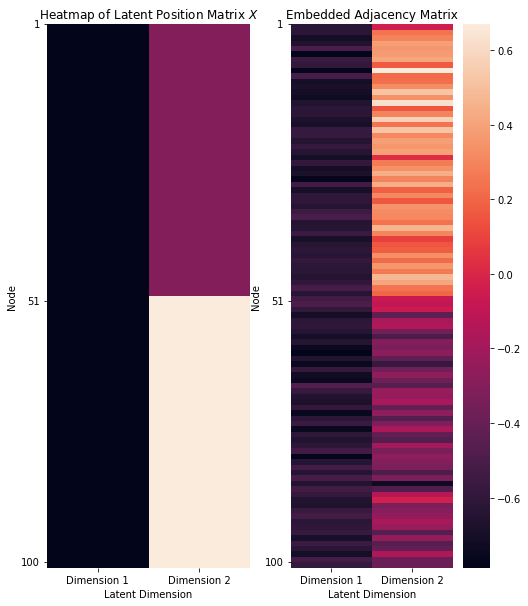 Heatmap of Latent Position Matrix X
Embedded Adjacency Matrix
1
51
100
Node
Dimension 1
Dimension 2
Latent Dimension
1
51
100
Node
Dimension 1
Dimension 2
Latent Dimension
0.6
0.4
0.2
0.0
−0.2
−0.4
−0.6